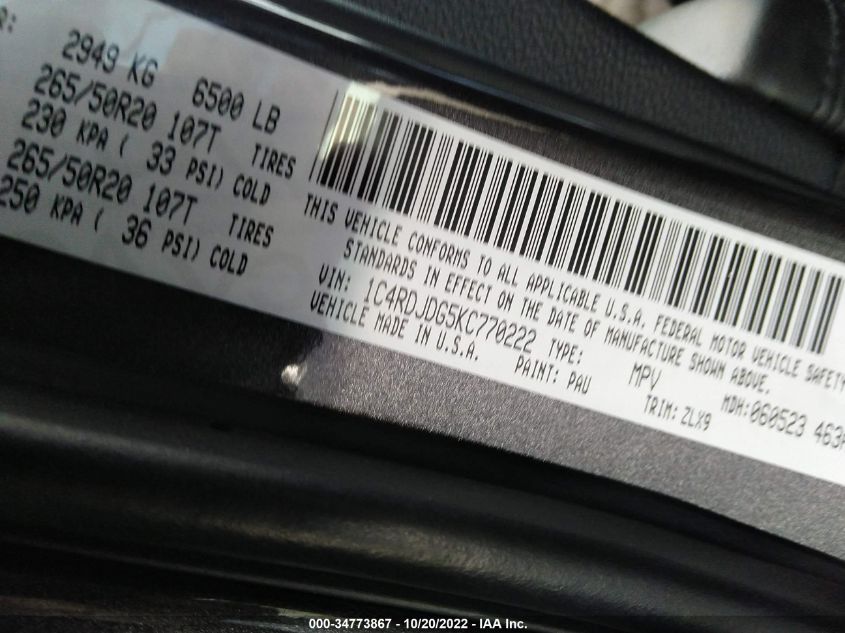 R:
2949 KG 6500 LB
265/50R20 107T TIRES
230 KPA ( 33 PSI) COLD
265/50R20 107T TIRES
250 KPA ( 36 PSI) COLD
THIS VEHICLE CONFORMS TO ALL APPLICABLE U.S.A. FEDERAL MOTOR VEHICLE SAFETY
STANDARDS IN EFFECT ON THE DATE OF MANUFACTURE SHOWN ABOVE.
VIN: 1C4RDJDG5KC770222 TYPE: MPV MDH: 060523 463
VEHICLE MADE IN U.S.A. PAINT: PAU TRIM: ZLX9
000-34773867 - 10/20/2022 - IAA Inc.